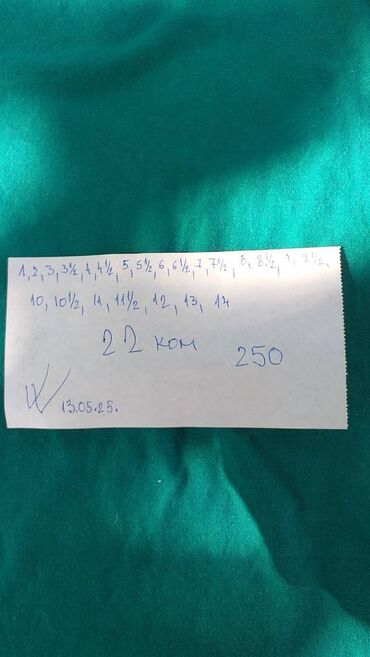 1, 2, 3, 3½, 4, 4½, 5, 5½, 6, 6½, 7, 7½, 8, 8½, 9, 9½,
10, 10½, 11, 11½, 12, 13, 14
22 ком
250
13.05.25.